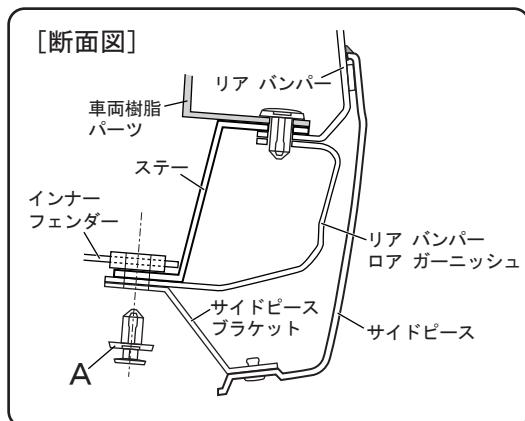 [断面図]
リア バンパー
車両樹脂
パーツ
ステー
インナー
フェンダー
リア バンパー
ロア ガーニッシュ
サイドピース
ブラケット
サイドピース
A